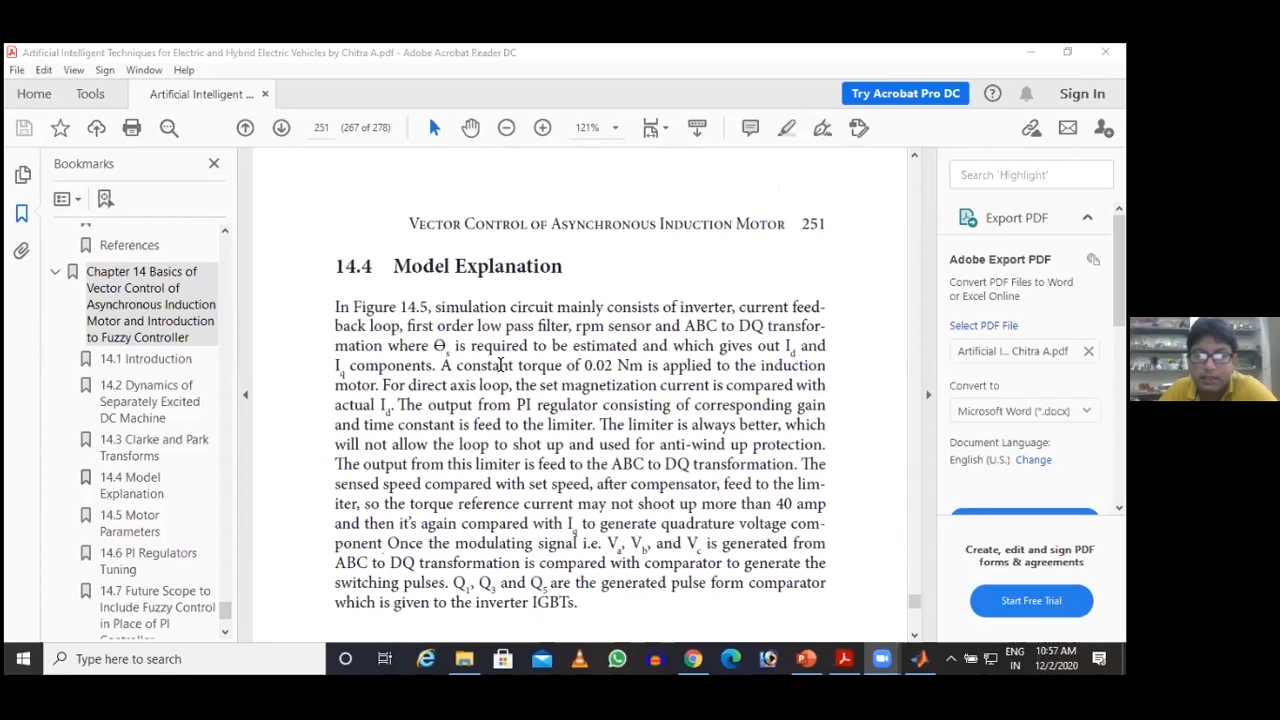 Artificial Intelligent Techniques for Electric and Hybrid Electric Vehicles by Chitra A.pdf - Adobe Acrobat Reader DC
File Edit View Sign Window Help
Home Tools Artificial Intelligent ... × Try Acrobat Pro DC Sign In
251 (267 of 278) 121%
Bookmarks
References
Chapter 14 Basics of
Vector Control of
Asynchronous Induction
Motor and Introduction
to Fuzzy Controller
14.1 Introduction
14.2 Dynamics of
Separately Excited
DC Machine
14.3 Clarke and Park
Transforms
14.4 Model
Explanation
14.5 Motor
Parameters
14.6 PI Regulators
Tuning
14.7 Future Scope to
Include Fuzzy Control
in Place of PI
VECTOR CONTROL OF ASYNCHRONOUS INDUCTION MOTOR 251
14.4 Model Explanation
In Figure 14.5, simulation circuit mainly consists of inverter, current feed-
back loop, first order low pass filter, rpm sensor and ABC to DQ transfor-
mation where Ɵs is required to be estimated and which gives out Id and
Iq components. A constant torque of 0.02 Nm is applied to the induction
motor. For direct axis loop, the set magnetization current is compared with
actual Id. The output from PI regulator consisting of corresponding gain
and time constant is feed to the limiter. The limiter is always better, which
will not allow the loop to shot up and used for anti-wind up protection.
The output from this limiter is feed to the ABC to DQ transformation. The
sensed speed compared with set speed, after compensator, feed to the lim-
iter, so the torque reference current may not shoot up more than 40 amp
and then it's again compared with Iq to generate quadrature voltage com-
ponent Once the modulating signal i.e. Va, Vb, and Vc is generated from
ABC to DQ transformation is compared with comparator to generate the
switching pulses. Q1, Q3 and Q5 are the generated pulse form comparator
which is given to the inverter IGBTs.
Search 'Highlight'
Export PDF
Adobe Export PDF
Convert PDF Files to Word
or Excel Online
Select PDF File
Artificial I... Chitra A.pdf ×
Convert to
Microsoft Word (*.docx)
Document Language:
English (U.S.) Change
Create, edit and sign PDF
forms & agreements
Start Free Trial
Type here to search
ENG
IN
10:57 AM
12/2/2020